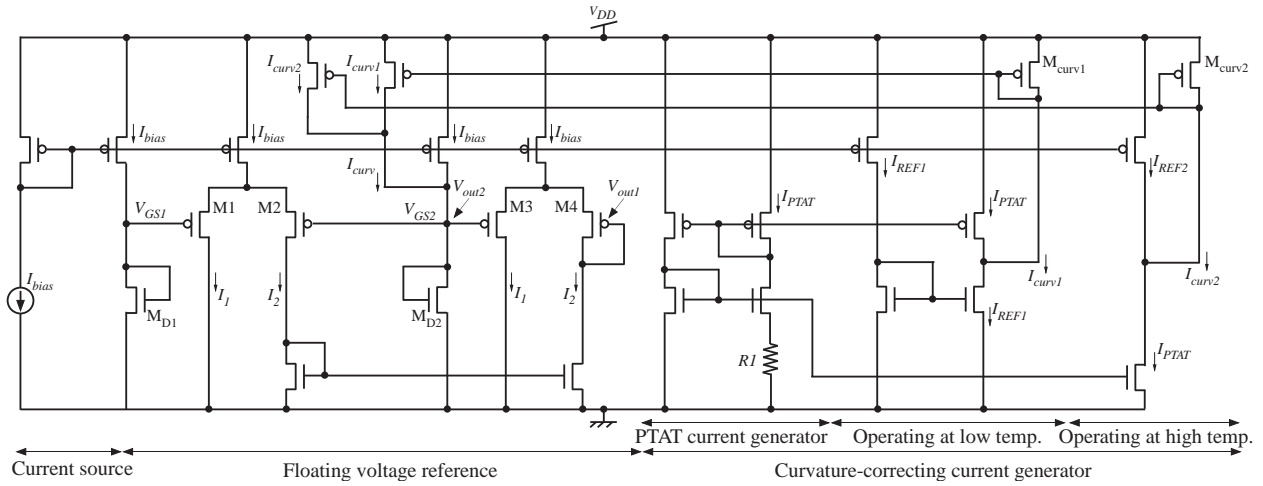 V_DD
I_curv2
I_curv1
M_curv1
M_curv2
I_bias
I_bias
I_bias
I_bias
I_REF1
I_REF2
I_curv
V_out2
V_out1
I_PTAT
I_PTAT
V_GS1
M1
M2
V_GS2
M3
M4
I_bias
I_1
I_2
I_1
I_2
I_curv1
I_curv2
M_D1
M_D2
I_REF1
R1
I_PTAT
PTAT current generator
Operating at low temp.
Operating at high temp.
Current source
Floating voltage reference
Curvature-correcting current generator